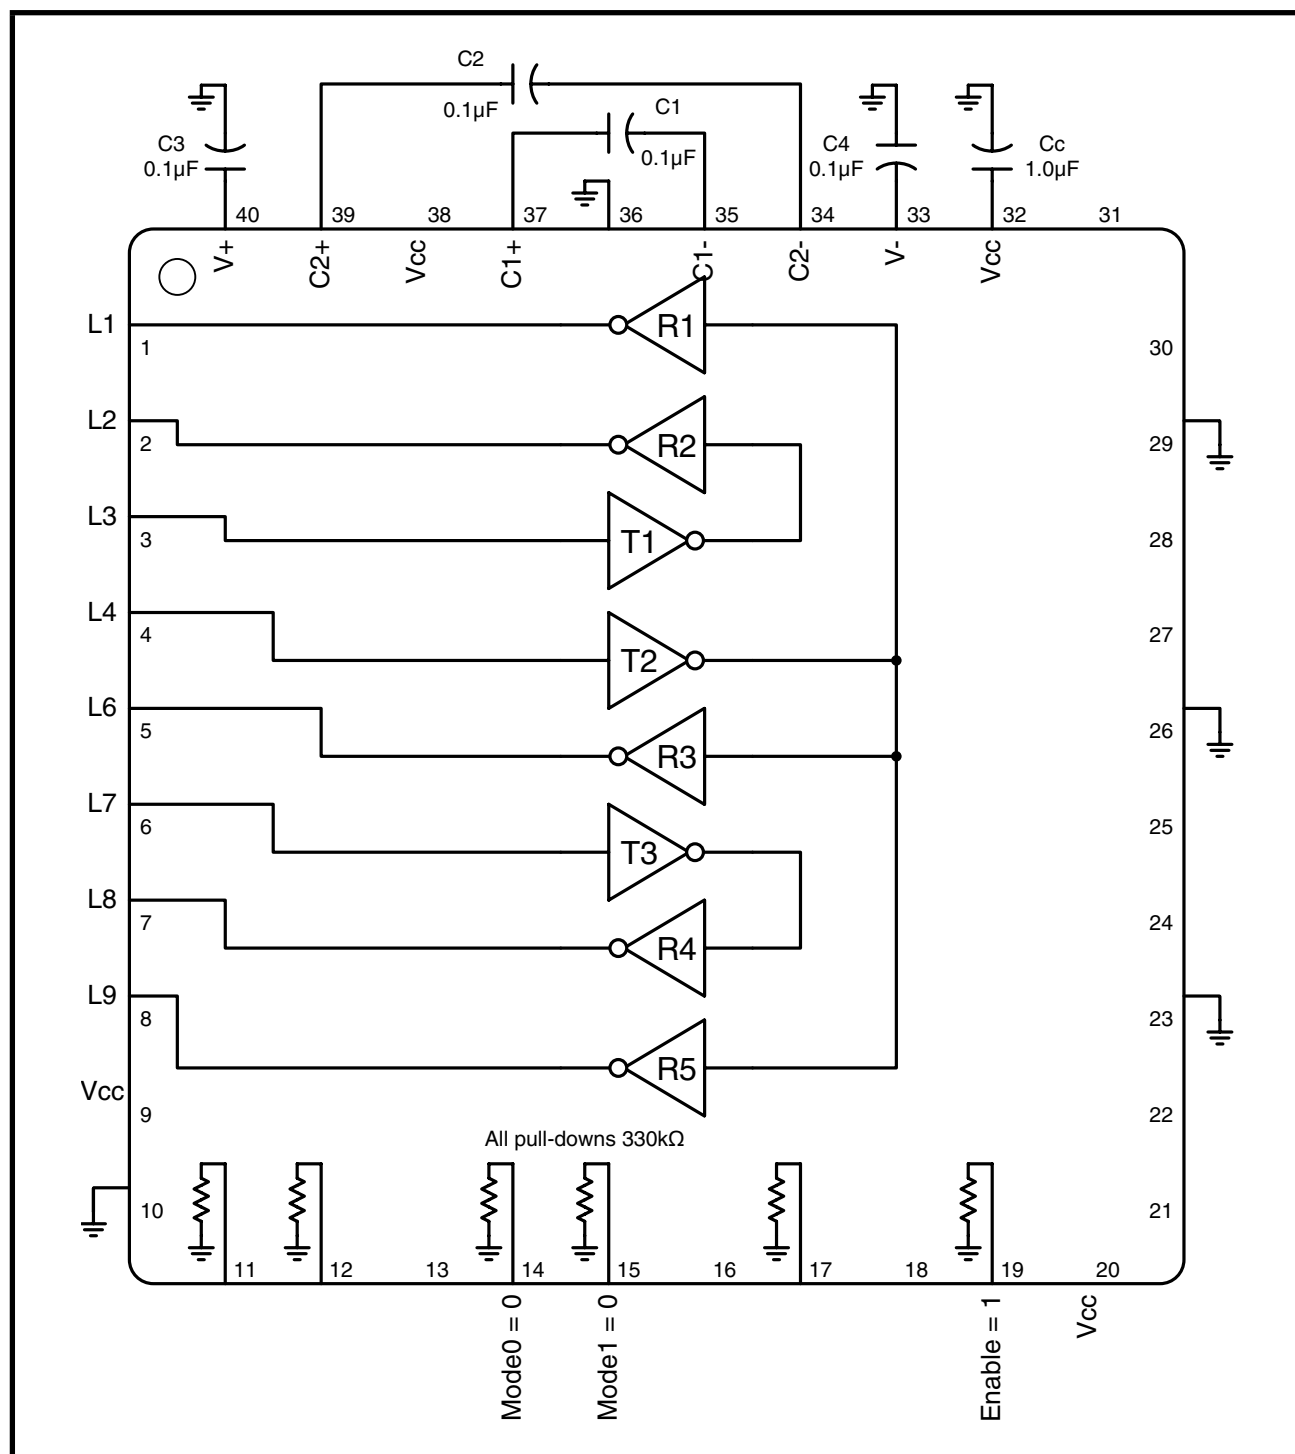 C2
0.1µF
C1
0.1µF
C3
0.1µF
C4
0.1µF
Cc
1.0µF
40
39
38
37
36
35
34
33
32
31
V+
C2+
Vcc
C1+
C1-
C2-
V-
Vcc
L1
1
R1
30
L2
2
R2
29
L3
3
T1
28
L4
4
T2
27
L6
5
R3
26
L7
6
T3
25
L8
7
R4
24
L9
8
R5
23
Vcc
9
22
All pull-downs 330kΩ
10
21
11
12
13
14
15
16
17
18
19
20
Mode0 = 0
Mode1 = 0
Enable = 1
Vcc